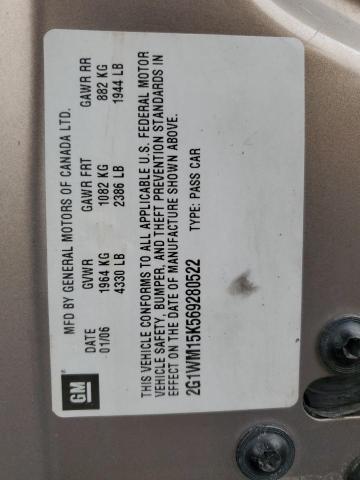 GM
MFD BY GENERAL MOTORS OF CANADA LTD.
DATE GVWR GAWR FRT GAWR RR
01/06 1964 KG 1082 KG 882 KG
4330 LB 2386 LB 1944 LB
THIS VEHICLE CONFORMS TO ALL APPLICABLE U.S. FEDERAL MOTOR
VEHICLE SAFETY, BUMPER, AND THEFT PREVENTION STANDARDS IN
EFFECT ON THE DATE OF MANUFACTURE SHOWN ABOVE.
2G1WM15K569280522 TYPE: PASS CAR